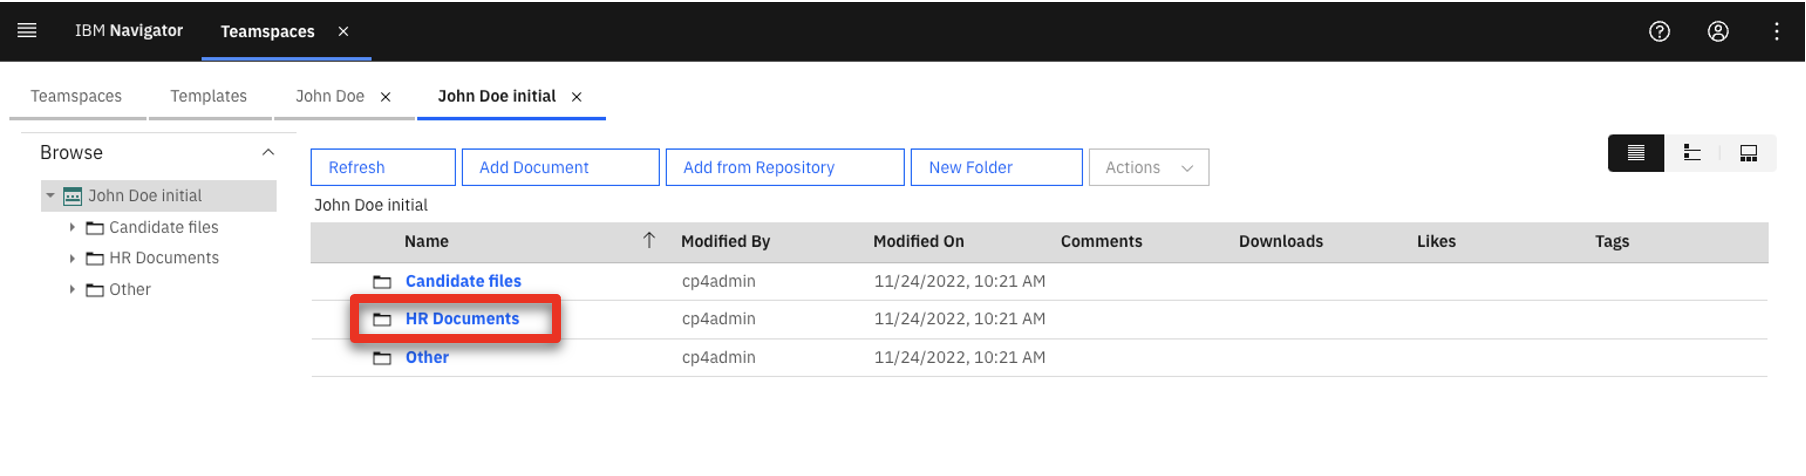 IBM Navigator Teamspaces
Teamspaces Templates John Doe John Doe initial
Browse
John Doe initial
Candidate files
HR Documents
Other
Refresh Add Document Add from Repository New Folder Actions
John Doe initial
Name Modified By Modified On Comments Downloads Likes Tags
Candidate files cp4admin 11/24/2022, 10:21 AM
HR Documents cp4admin 11/24/2022, 10:21 AM
Other cp4admin 11/24/2022, 10:21 AM